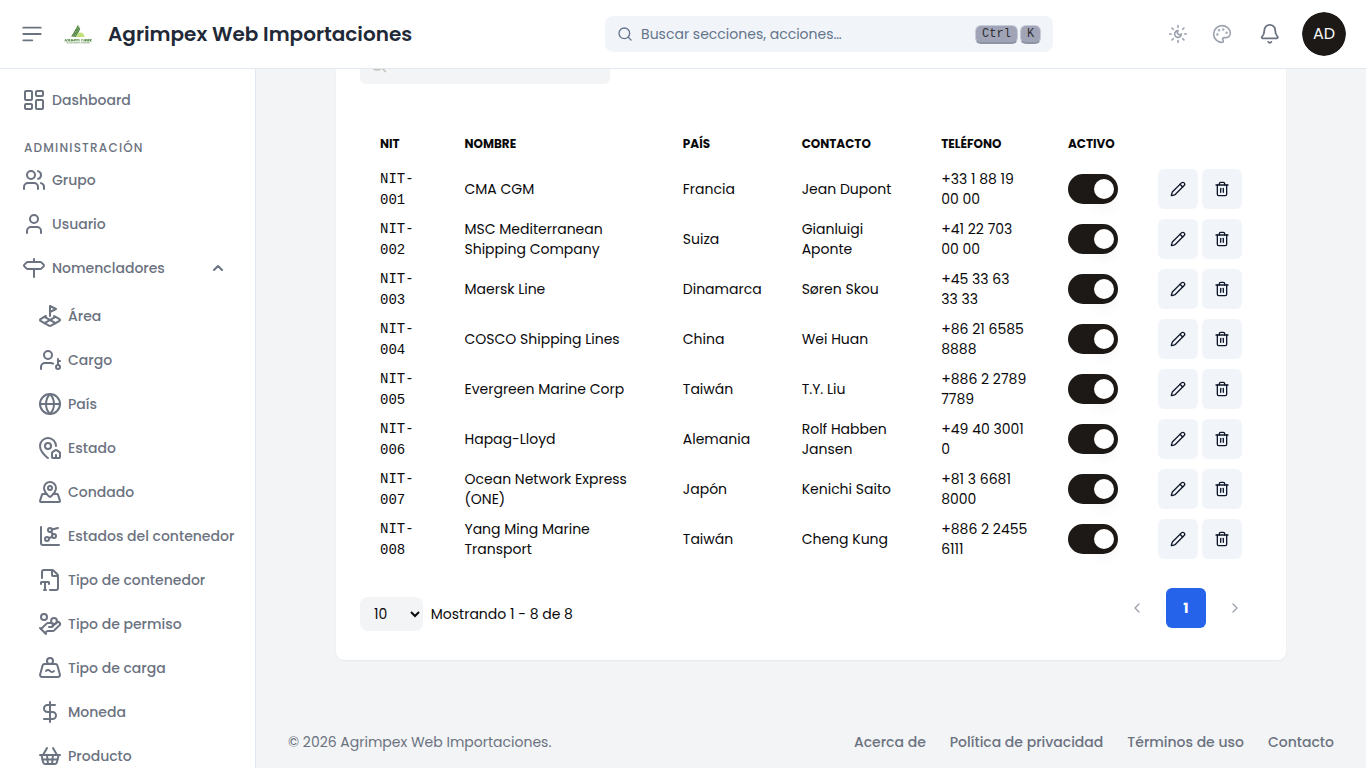 Agrimpex Web Importaciones
Buscar secciones, acciones...
Ctrl K
AD
Dashboard
ADMINISTRACIÓN
Grupo
Usuario
Nomencladores
Área
Cargo
País
Estado
Condado
Estados del contenedor
Tipo de contenedor
Tipo de permiso
Tipo de carga
Moneda
Producto
NIT NOMBRE PAÍS CONTACTO TELÉFONO ACTIVO
NIT-001 CMA CGM Francia Jean Dupont +33 1 88 19 00 00
NIT-002 MSC Mediterranean Shipping Company Suiza Gianluigi Aponte +41 22 703 00 00
NIT-003 Maersk Line Dinamarca Søren Skou +45 33 63 33 33
NIT-004 COSCO Shipping Lines China Wei Huan +86 21 6585 8888
NIT-005 Evergreen Marine Corp Taiwán T.Y. Liu +886 2 2789 7789
NIT-006 Hapag-Lloyd Alemania Rolf Habben Jansen +49 40 3001 0
NIT-007 Ocean Network Express (ONE) Japón Kenichi Saito +81 3 6681 8000
NIT-008 Yang Ming Marine Transport Taiwán Cheng Kung +886 2 2455 6111
10 Mostrando 1 - 8 de 8
1
© 2026 Agrimpex Web Importaciones.
Acerca de Política de privacidad Términos de uso Contacto